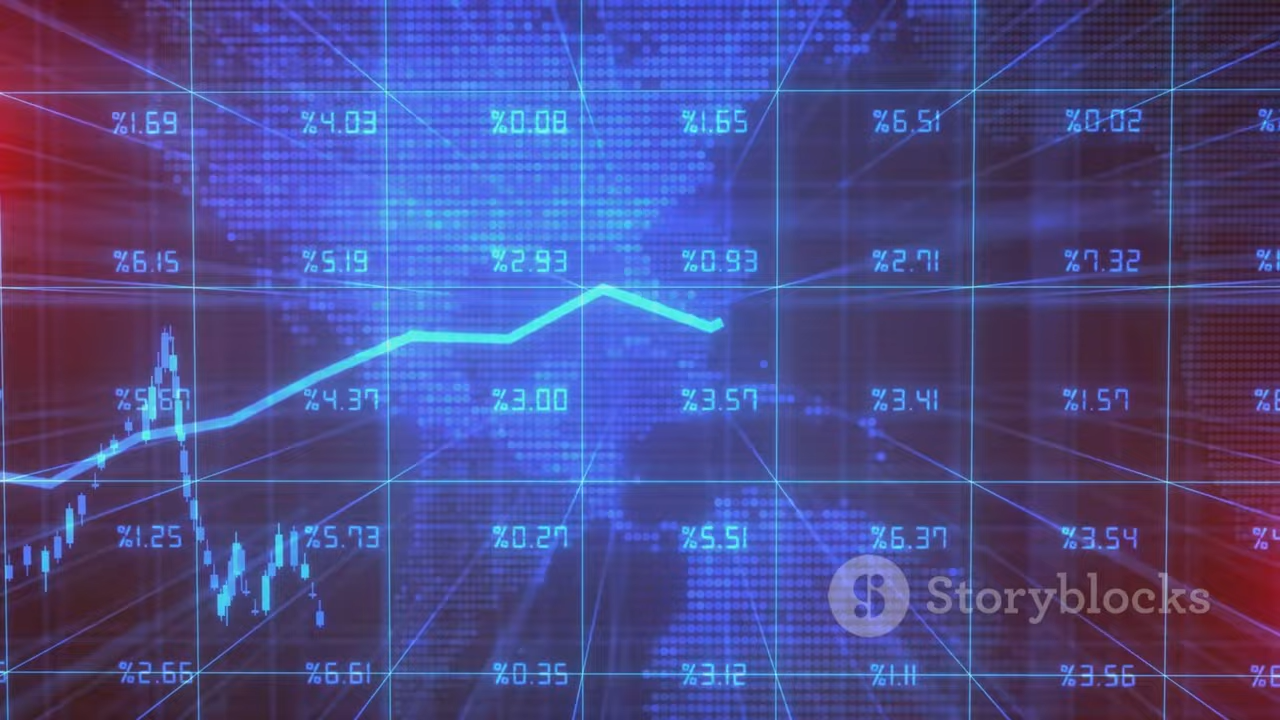 %1.69 %4.03 %0.08 %1.65 %6.51 %0.02
%6.15 %5.19 %2.93 %0.93 %2.71 %7.32
%5.67 %4.37 %3.00 %3.57 %3.41 %1.57
%1.25 %5.73 %0.27 %5.51 %6.37 %3.54
Storyblocks
%2.66 %6.61 %0.35 %3.12 %1.11 %3.56